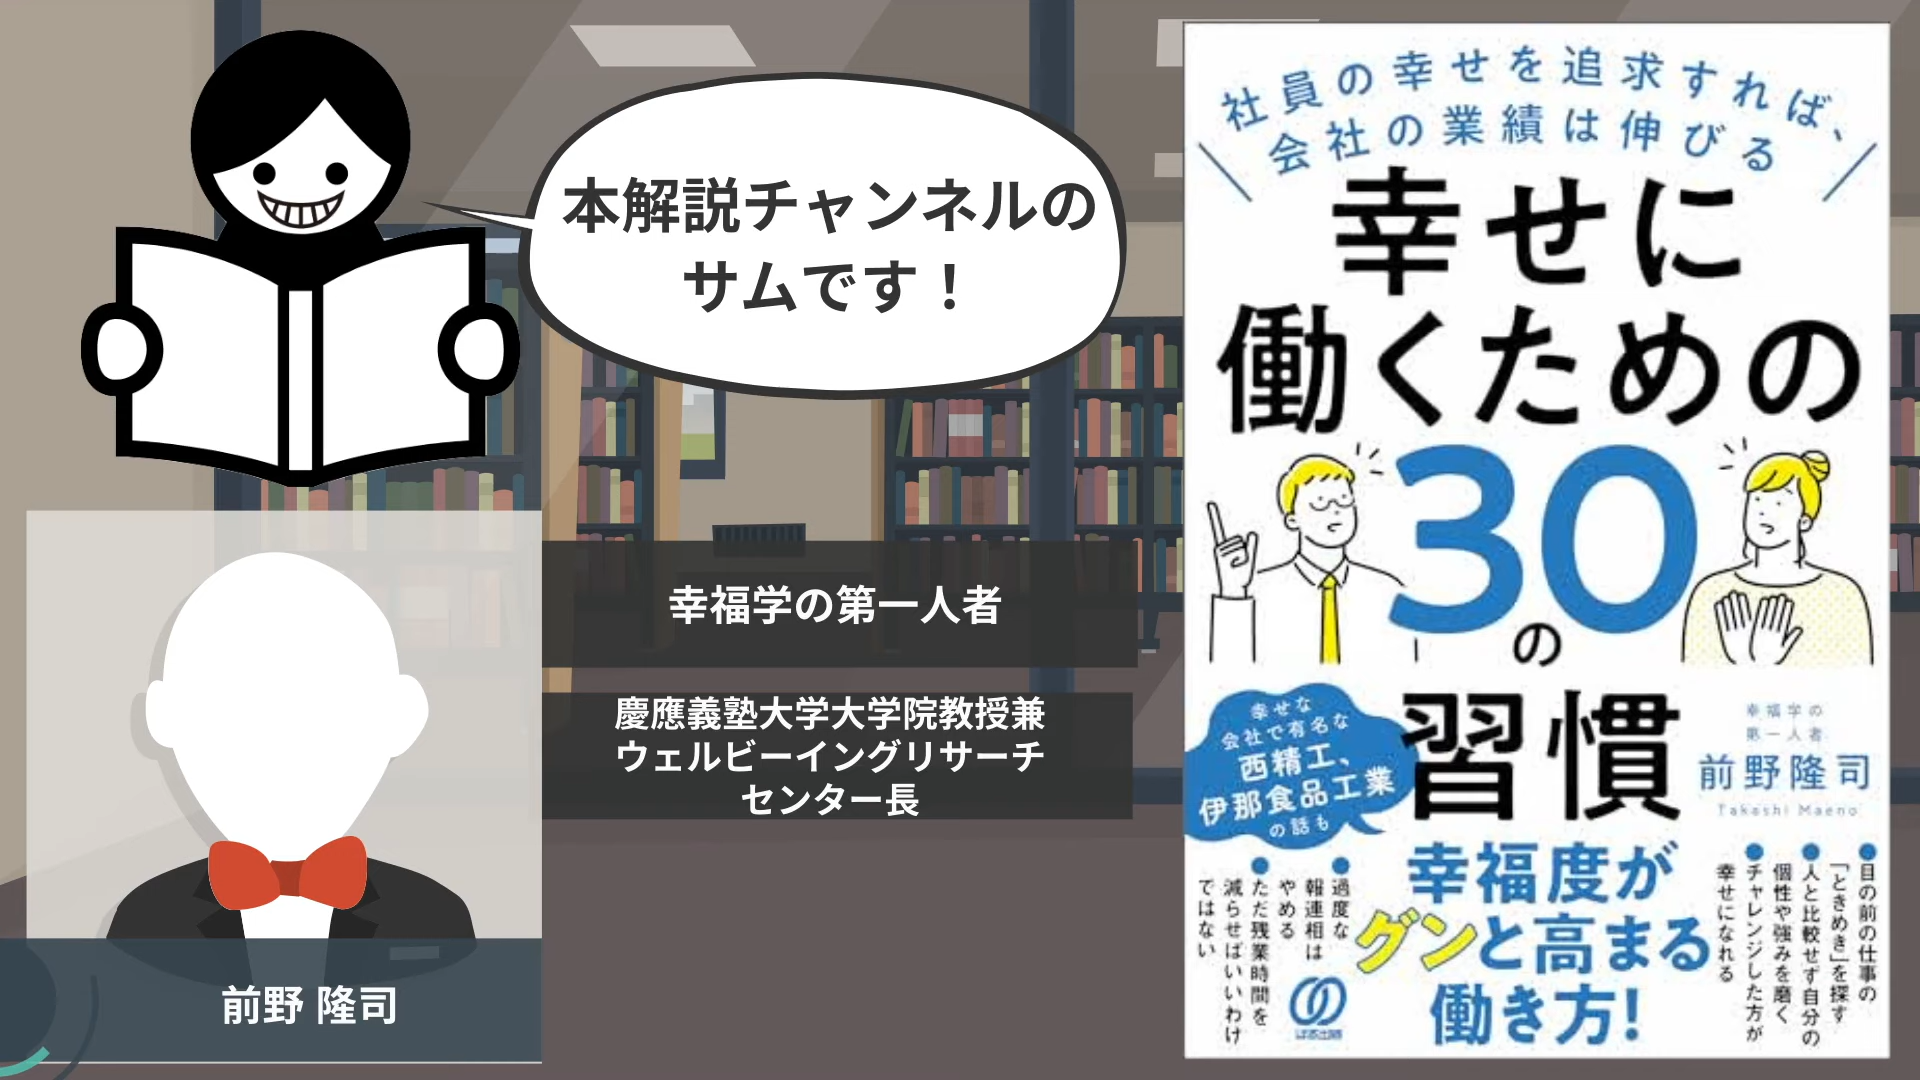 本解説チャンネルの
サムです！
幸福学の第一人者
慶應義塾大学大学院教授兼
ウェルビーイングリサーチ
センター長
前野 隆司
社員の幸せを追求すれば、
会社の業績は伸びる
幸せに
働くための
30の
習慣
幸せな
会社で有名な
西精工、
伊那食品工業
の話も
幸福学の
第一人者
前野隆司
Takashi Maeno
幸福度が
グンと高まる
働き方!
目の前の仕事の
「ときめき」を探す
人と比較せず自分の
個性や強みを磨く
チャレンジした方が
幸せになれる
過度な
報連相は
やめる
ただ残業時間を
減らせばいいわけ
ではない
ぱる出版